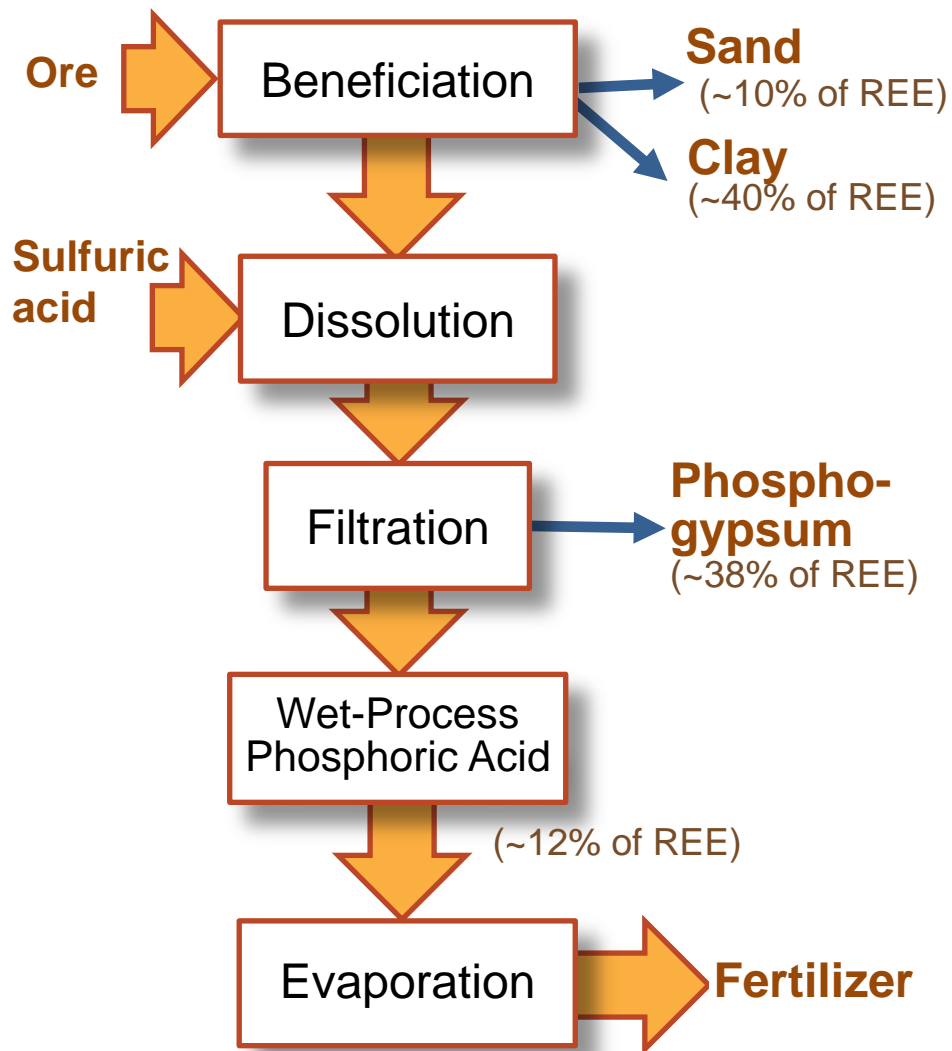 Ore
Beneficiation
Sand
(~10% of REE)
Clay
(~40% of REE)
Sulfuric
acid
Dissolution
Filtration
Phospho-
gypsum
(~38% of REE)
Wet-Process
Phosphoric Acid
(~12% of REE)
Evaporation
Fertilizer